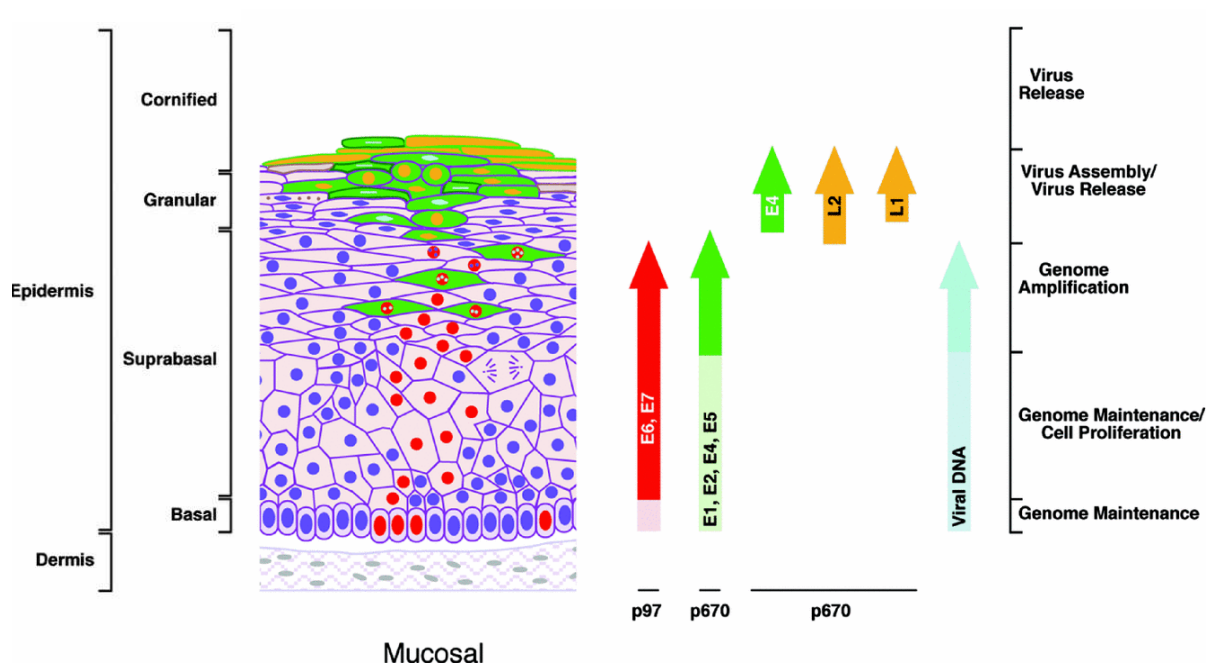 Epidermis
Dermis
Cornified
Granular
Suprabasal
Basal
E6, E7
E1, E2, E4, E5
E4
L2
L1
Viral DNA
Virus
Release
Virus Assembly/
Virus Release
Genome
Amplification
Genome Maintenance/
Cell Proliferation
Genome Maintenance
p97
p670
p670
Mucosal